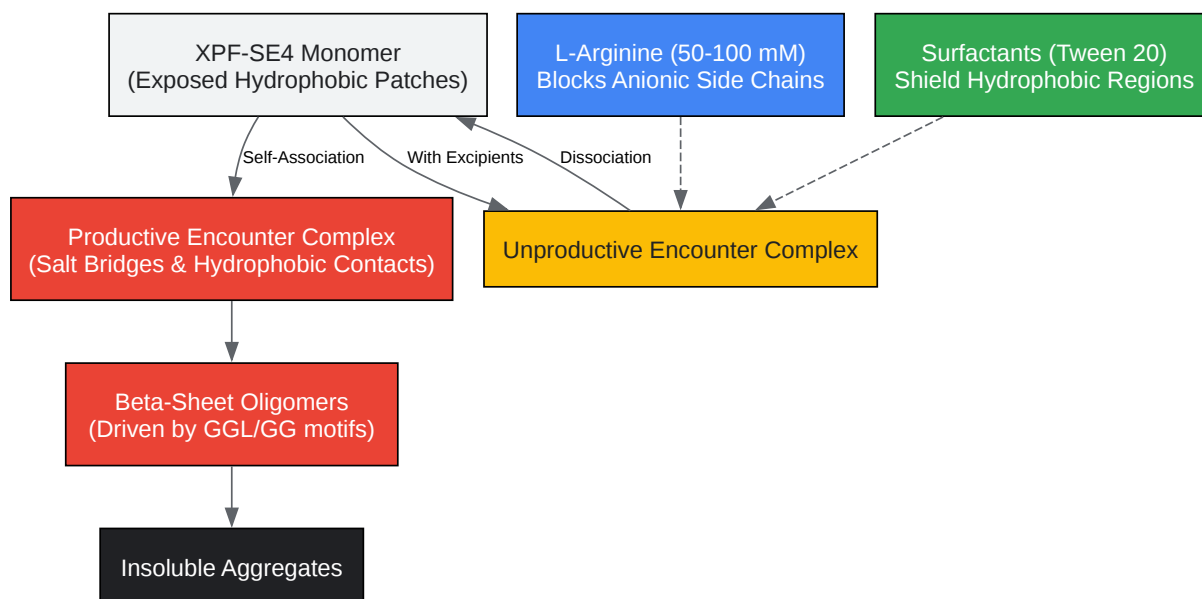 XPF-SE4 Monomer
(Exposed Hydrophobic Patches)
L-Arginine (50-100 mM)
Blocks Anionic Side Chains
Surfactants (Tween 20)
Shield Hydrophobic Regions
Self-Association
With Excipients
Dissociation
Productive Encounter Complex
(Salt Bridges & Hydrophobic Contacts)
Unproductive Encounter Complex
Beta-Sheet Oligomers
(Driven by GGL/GG motifs)
Insoluble Aggregates